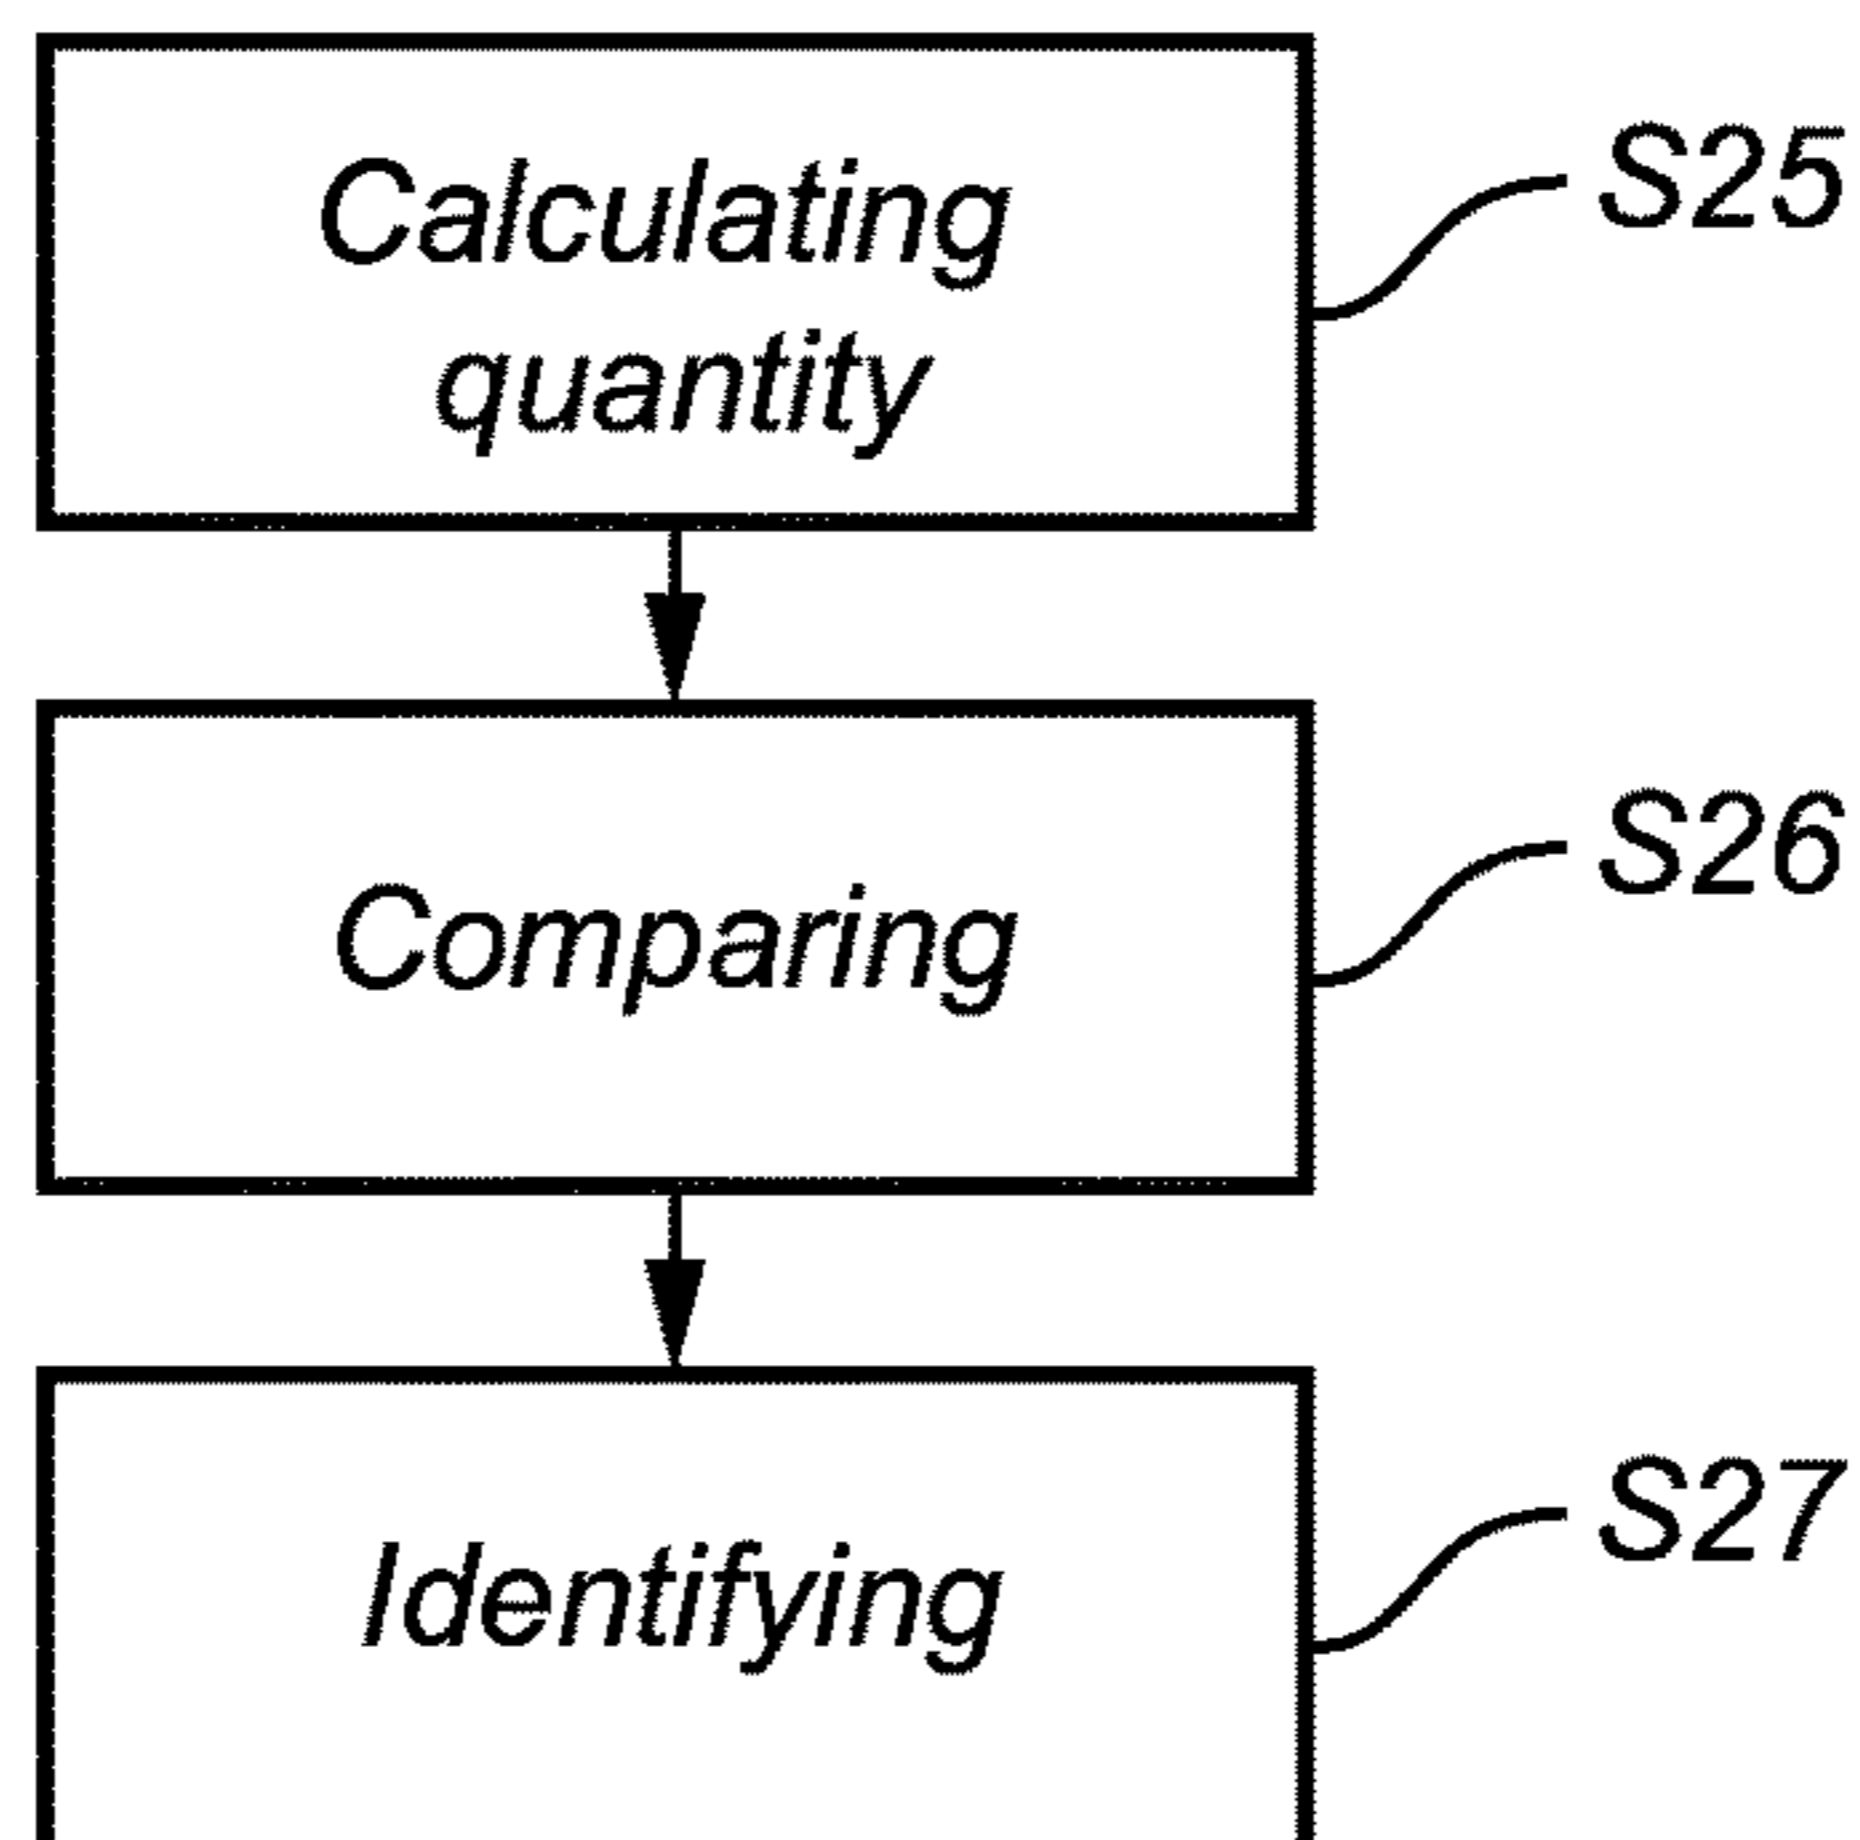 Calculating
quantity
S25
Comparing
S26
Identifying
S27